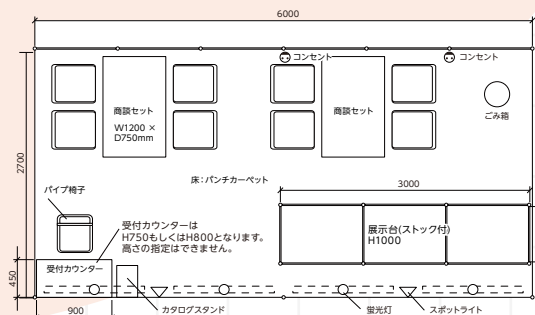 6000
コンセント
コンセント
商談セット
W1200 ×
D750mm
商談セット
ごみ箱
2700
床：パンチカーペット
3000
パイプ椅子
展示台(ストック付)
H1000
受付カウンターは
H750もしくはH800となります。
高さの指定はできません。
受付カウンター
450
900
カタログスタンド
蛍光灯
スポットライト